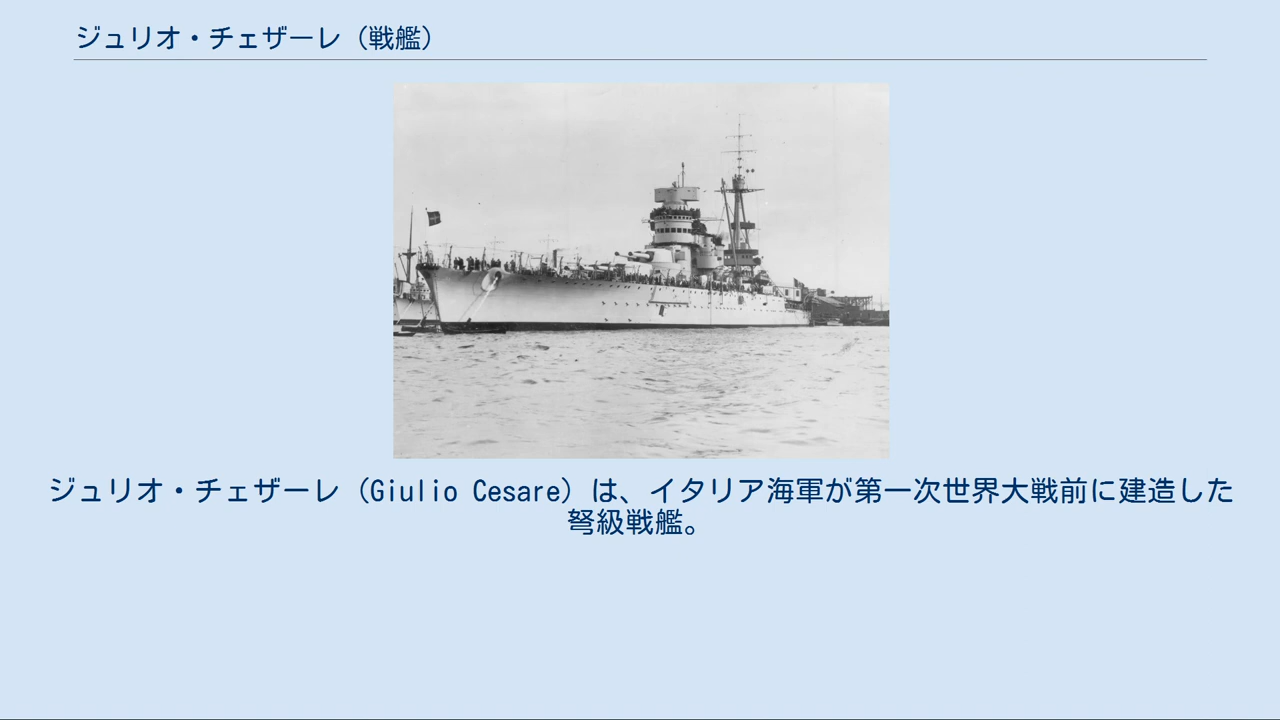 ジュリオ・チェザーレ（戦艦）
ジュリオ・チェザーレ（Giulio Cesare）は、イタリア海軍が第一次世界大戦前に建造した
弩級戦艦。